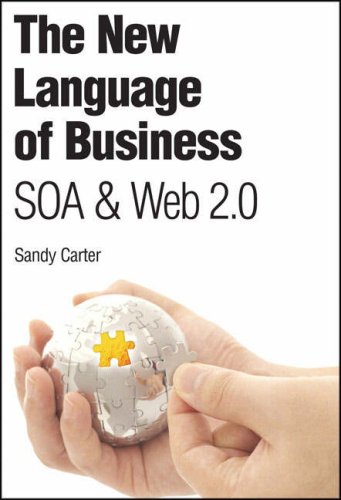 The New
Language
of Business
SOA & Web 2.0
Sandy Carter